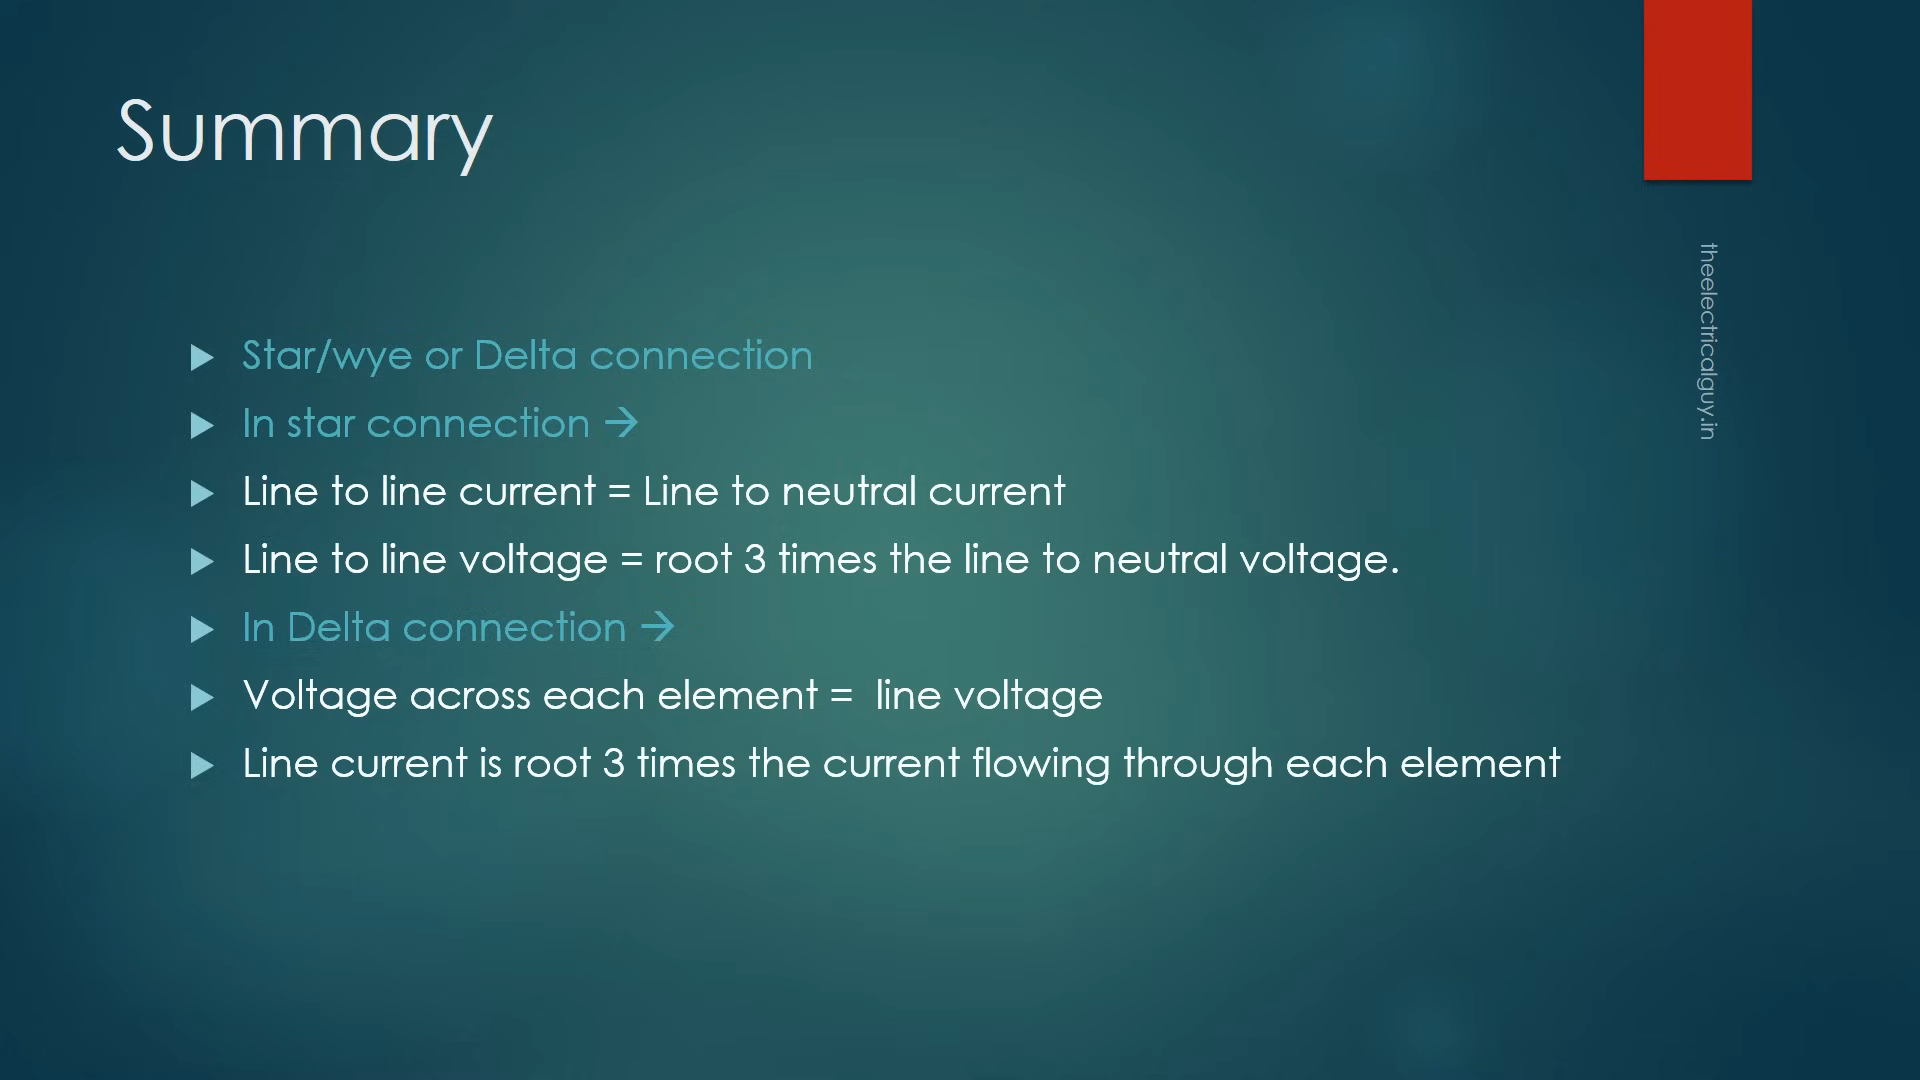 Summary
Star/wye or Delta connection
In star connection →
Line to line current = Line to neutral current
Line to line voltage = root 3 times the line to neutral voltage.
In Delta connection →
Voltage across each element =  line voltage
Line current is root 3 times the current flowing through each element
theelectricalguy.in